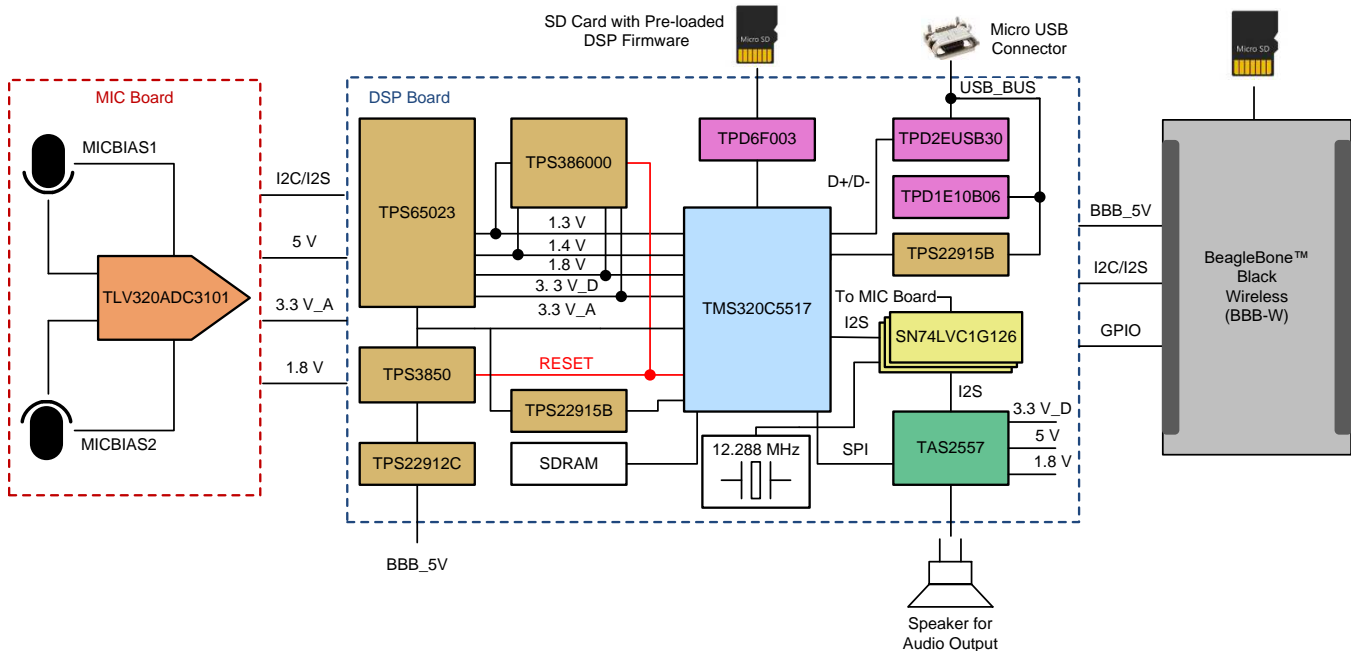 SD Card with Pre-loaded
DSP Firmware
Micro SD
Micro USB
Connector
Micro SD
MIC Board
DSP Board
USB_BUS
MICBIAS1
TPS65023
TPS386000
TPD6F003
TPD2EUSB30
I2C/I2S
D+/D-
TPD1E10B06
BBB_5V
1.3 V
5 V
1.4 V
TPS22915B
1.8 V
I2C/I2S
BeagleBone™
Black
Wireless
(BBB-W)
TLV320ADC3101
3. 3 V_D
To MIC Board
3.3 V_A
3.3 V_A
TMS320C5517
I2S
SN74LVC1G126
GPIO
TPS3850
RESET
1.8 V
I2S
TPS22915B
3.3 V_D
MICBIAS2
12.288 MHz
SPI
TAS2557
5 V
TPS22912C
SDRAM
1.8 V
BBB_5V
Speaker for
Audio Output